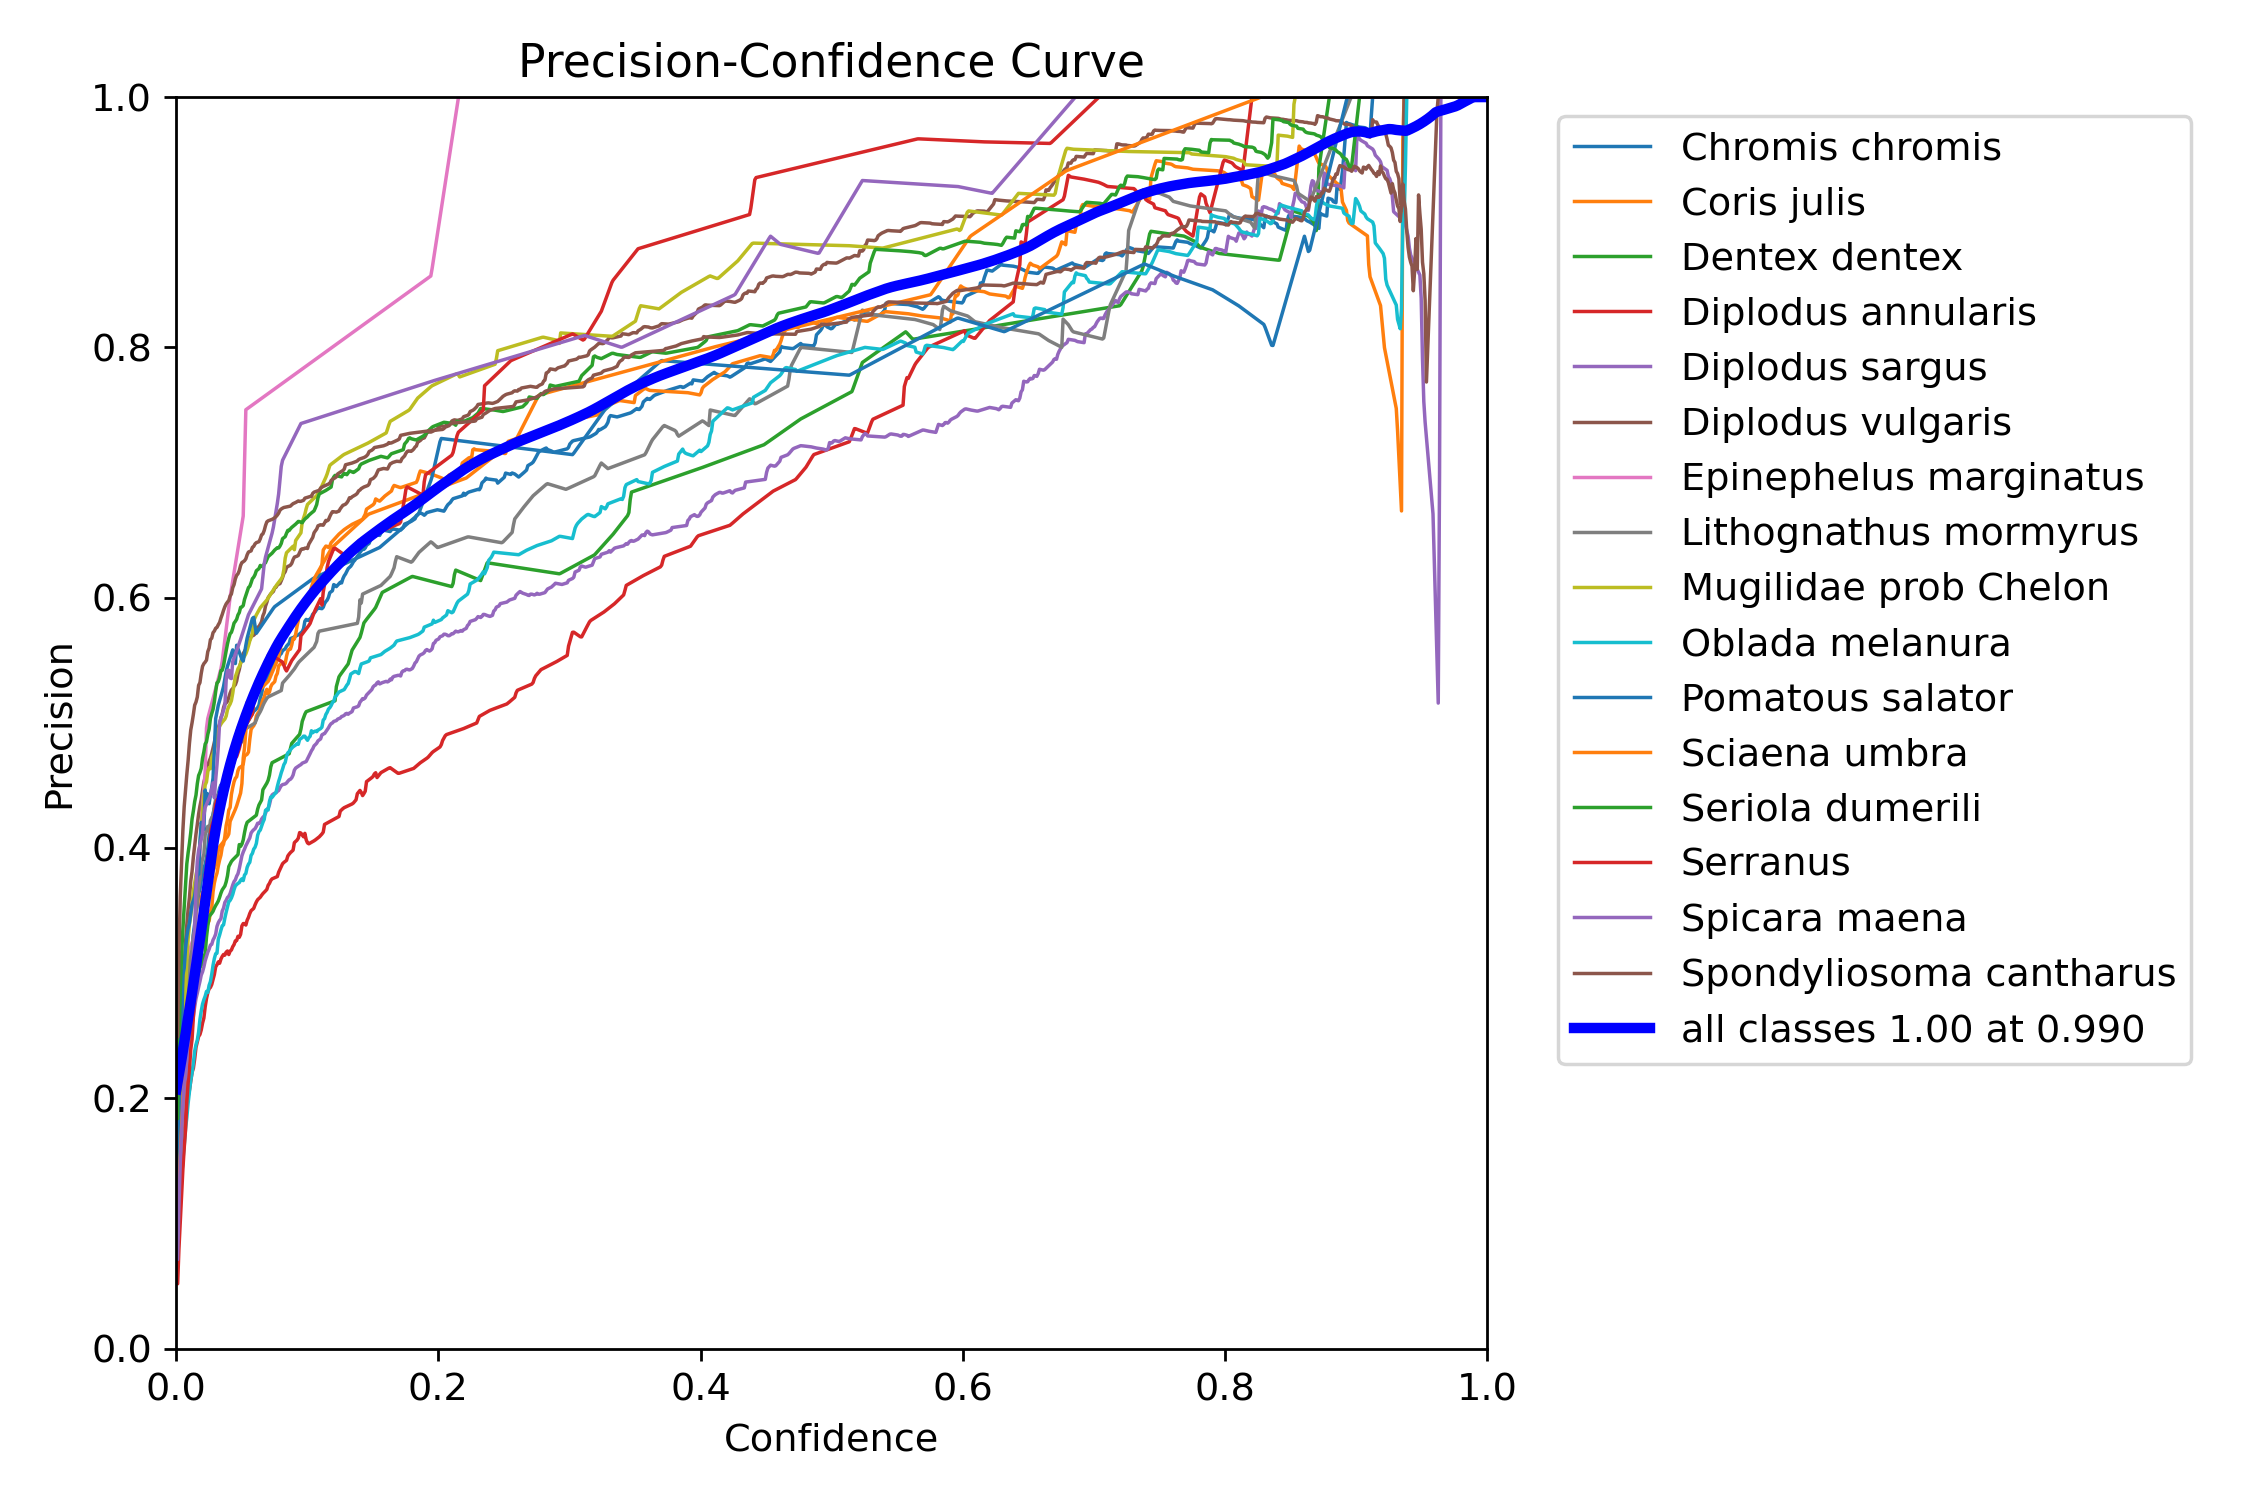 Precision-Confidence Curve
1.0
0.8
0.6
0.4
0.2
0.0
Precision
0.0 0.2 0.4 0.6 0.8 1.0
Confidence
Chromis chromis
Coris julis
Dentex dentex
Diplodus annularis
Diplodus sargus
Diplodus vulgaris
Epinephelus marginatus
Lithognathus mormyrus
Mugilidae prob Chelon
Oblada melanura
Pomatous salator
Sciaena umbra
Seriola dumerili
Serranus
Spicara maena
Spondyliosoma cantharus
all classes 1.00 at 0.990